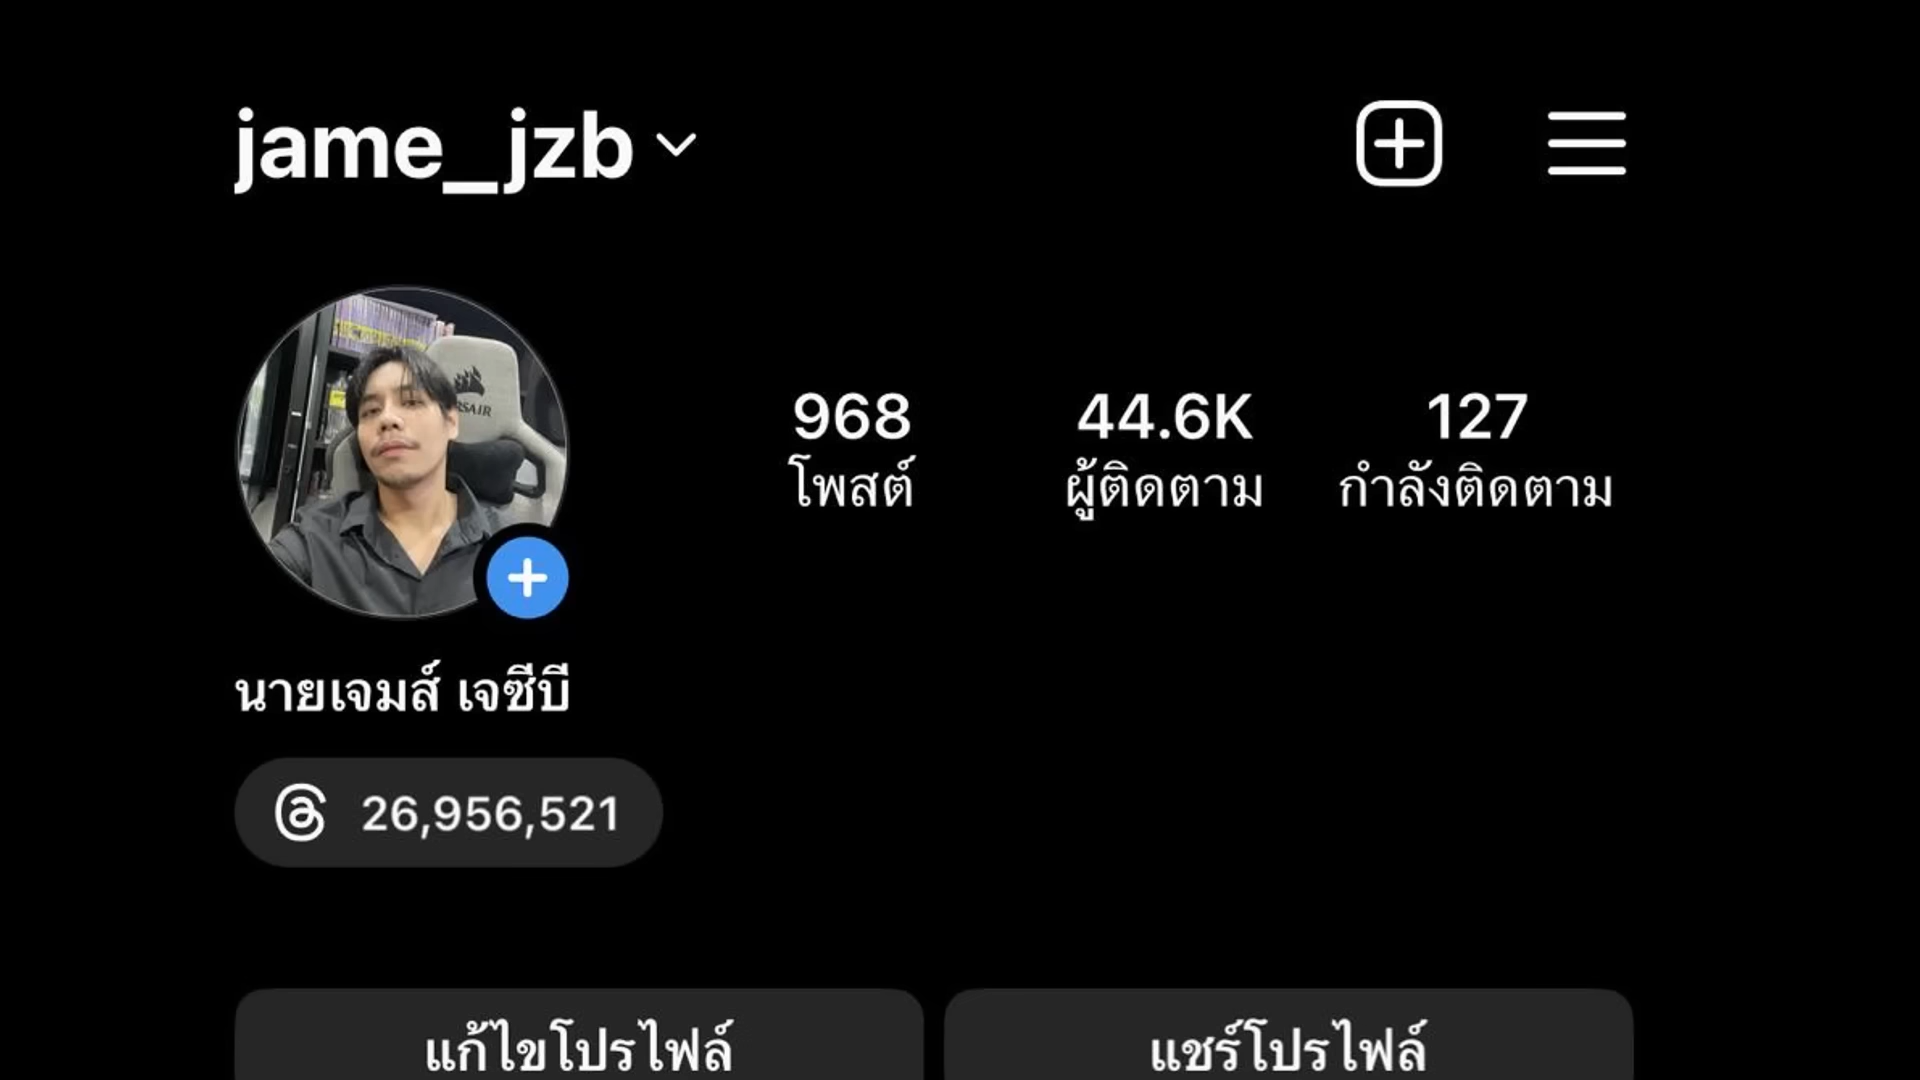 jame_jzb
968
โพสต์
44.6K
ผู้ติดตาม
127
กำลังติดตาม
นายเจมส์ เจซีบี
26,956,521
แก้ไขโปรไฟล์
แชร์โปรไฟล์